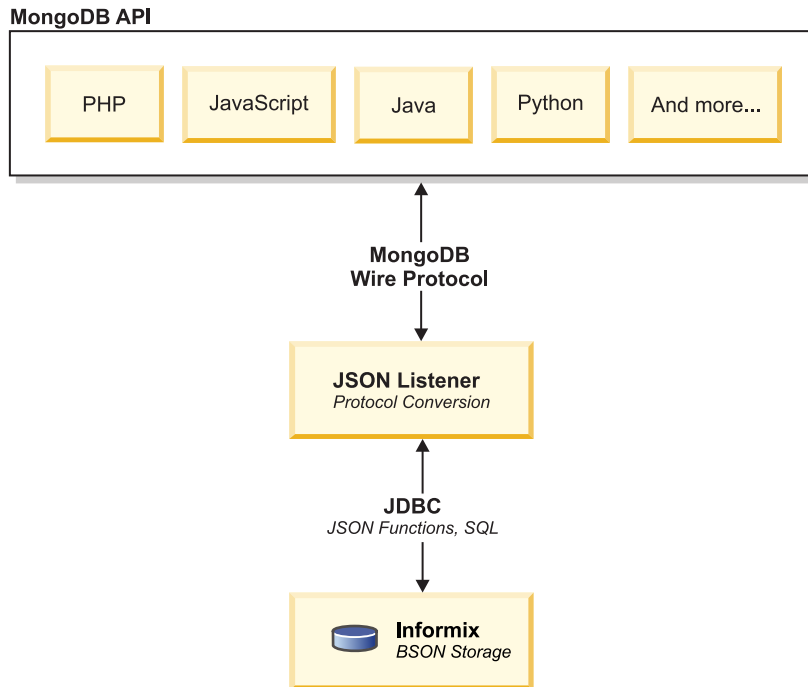 MongoDB API
PHP
JavaScript
Java
Python
And more...
MongoDB
Wire Protocol
JSON Listener
Protocol Conversion
JDBC
JSON Functions, SQL
Informix
BSON Storage